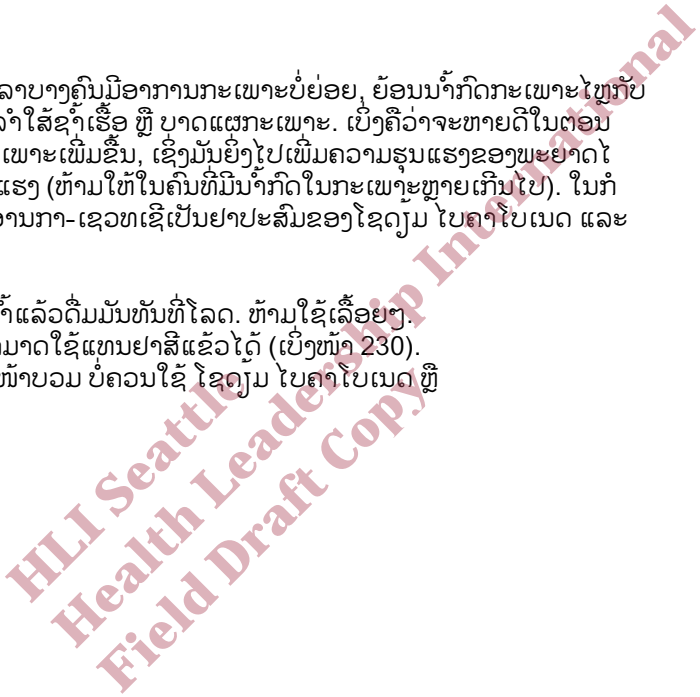 ລາບາງຄົນມີອາການກະເພາະບໍ່ຍ່ອຍ, ຍ້ອນນ້ຳກົດກະເພາະໄຫຼກັບ
ລຳໃສ້ຊ້ຳເຮື້ອ ຫຼື ບາດແຜກະເພາະ. ເບິ່ງຄືວ່າຈະຫາຍດີໃນຕອນ
ເພາະເພີ່ມຂຶ້ນ, ເຊິ່ງມັນຍິ່ງໄປເພີ່ມຄວາມຮຸນແຮງຂອງພະຍາດໄ
ແຮງ (ຫ້າມໃຫ້ໃນຄົນທີ່ມີນ້ຳກົດໃນກະເພາະຫຼາຍເກີນໄປ). ໃນກໍ
ອານກາ-ເຊວທເຊີເປັນຢາປະສົມຂອງໂຊດຽ້ມ ໄບຄາໂບເນດ ແລະ
ແລ້ວດື່ມມັນທັນທີ່ໂລດ. ຫ້າມໃຊ້ເລື້ອຍໆ.
ມາດໃຊ້ແທນຢາສີແຂ້ວໄດ້ (ເບິ່ງໜ້າ 230).
ໜ້າບວມ ບໍ່ຄວນໃຊ້ ໂຊດຽ້ມ ໄບຄາໂບເນດ ຫຼື
HLI Seattle
Health Leadership International
Field Draft Copy